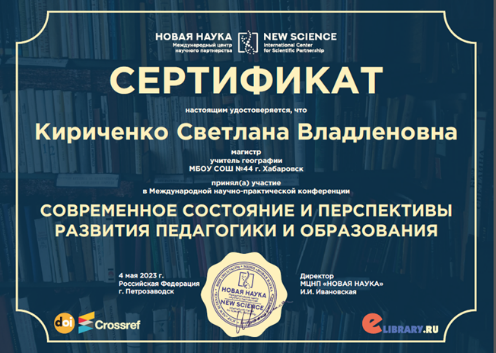 НОВАЯ НАУКА
Международный центр
научного партнерства
NEW SCIENCE
International Center
for Scientific Partnership
СЕРТИФИКАТ
настоящим удостоверяется, что
Кириченко Светлана Владленовна
магистр
учитель географии
МБОУ СОШ №44 г. Хабаровск
принял(а) участие
в Международной научно-практической конференции
СОВРЕМЕННОЕ СОСТОЯНИЕ И ПЕРСПЕКТИВЫ
РАЗВИТИЯ ПЕДАГОГИКИ И ОБРАЗОВАНИЯ
4 мая 2023 г.
Российская Федерация
г. Петрозаводск
НОВАЯ НАУКА
NEW SCIENCE
Директор
МЦНП «НОВАЯ НАУКА»
И.И. Ивановская
doi
Crossref
eLIBRARY.RU